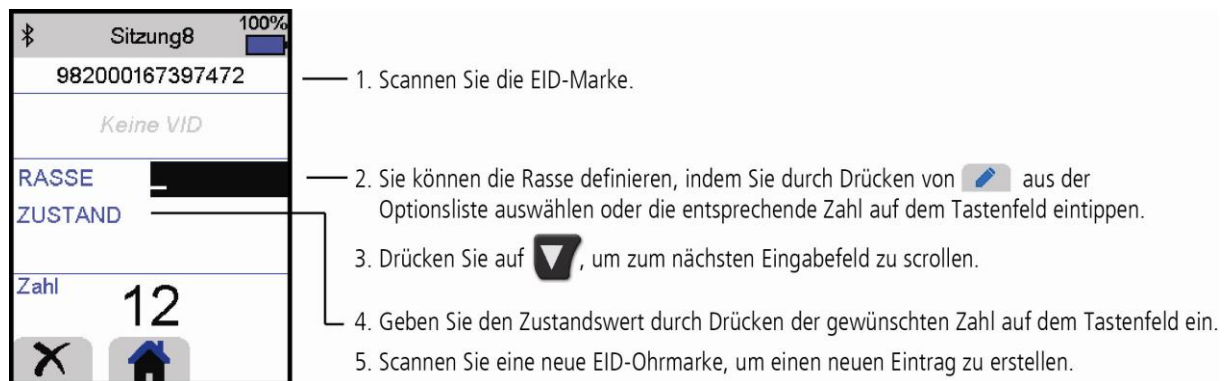 Sitzung8
100%
982000167397472
1. Scannen Sie die EID-Marke.
Keine VID
RASSE
2. Sie können die Rasse definieren, indem Sie durch Drücken von aus der
Optionsliste auswählen oder die entsprechende Zahl auf dem Tastenfeld eintippen.
ZUSTAND
3. Drücken Sie auf , um zum nächsten Eingabefeld zu scrollen.
Zahl
12
4. Geben Sie den Zustandswert durch Drücken der gewünschten Zahl auf dem Tastenfeld ein.
5. Scannen Sie eine neue EID-Ohrmarke, um einen neuen Eintrag zu erstellen.